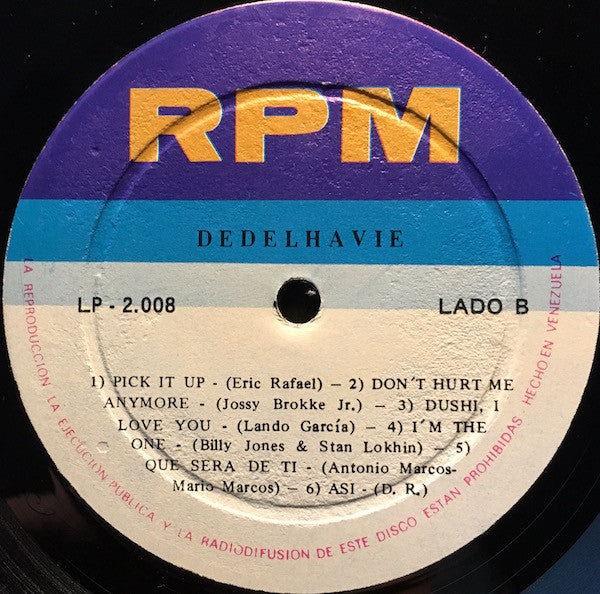 RPM
DEDELHAVIE
LP - 2.008
LADO B
1) PICK IT UP - (Eric Rafael) — 2) DON´T HURT ME
ANYMORE - (Jossy Brokke Jr.) — 3) DUSHI, I
LOVE YOU - (Lando García) — 4) I´M THE
ONE - (Billy Jones & Stan Lokhin) — 5)
QUE SERA DE TI - (Antonio Marcos-
Mario Marcos) — 6) ASI - (D. R.)
LA REPRODUCCION LA EJECUCION PUBLICA Y LA RADIODIFUSION DE ESTE DISCO ESTAN PROHIBIDAS HECHO EN VENEZUELA